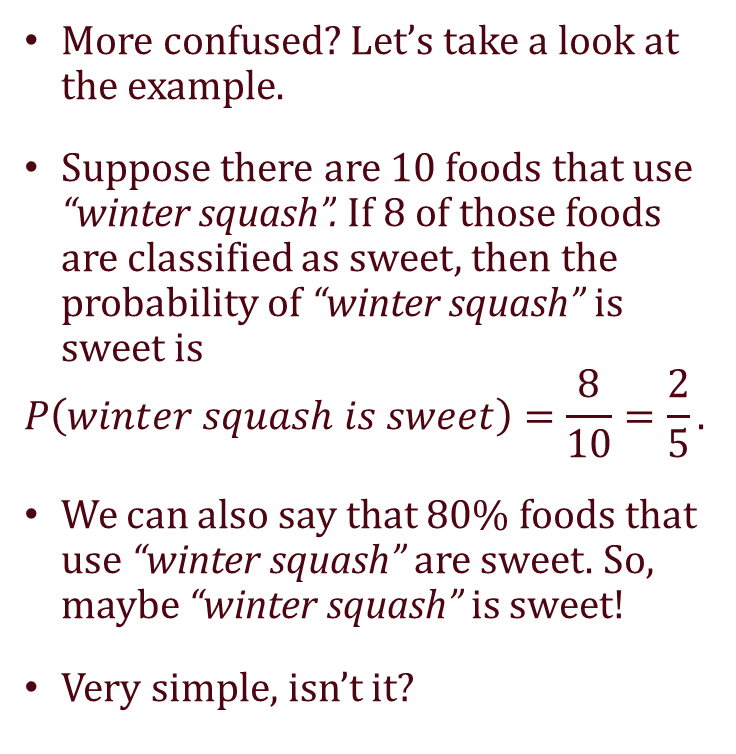 • More confused? Let’s take a look at
the example.
• Suppose there are 10 foods that use
“winter squash”. If 8 of those foods
are classified as sweet, then the
probability of “winter squash” is
sweet is
P(winter squash is sweet) = 8/10 = 2/5.
• We can also say that 80% foods that
use “winter squash” are sweet. So,
maybe “winter squash” is sweet!
• Very simple, isn’t it?